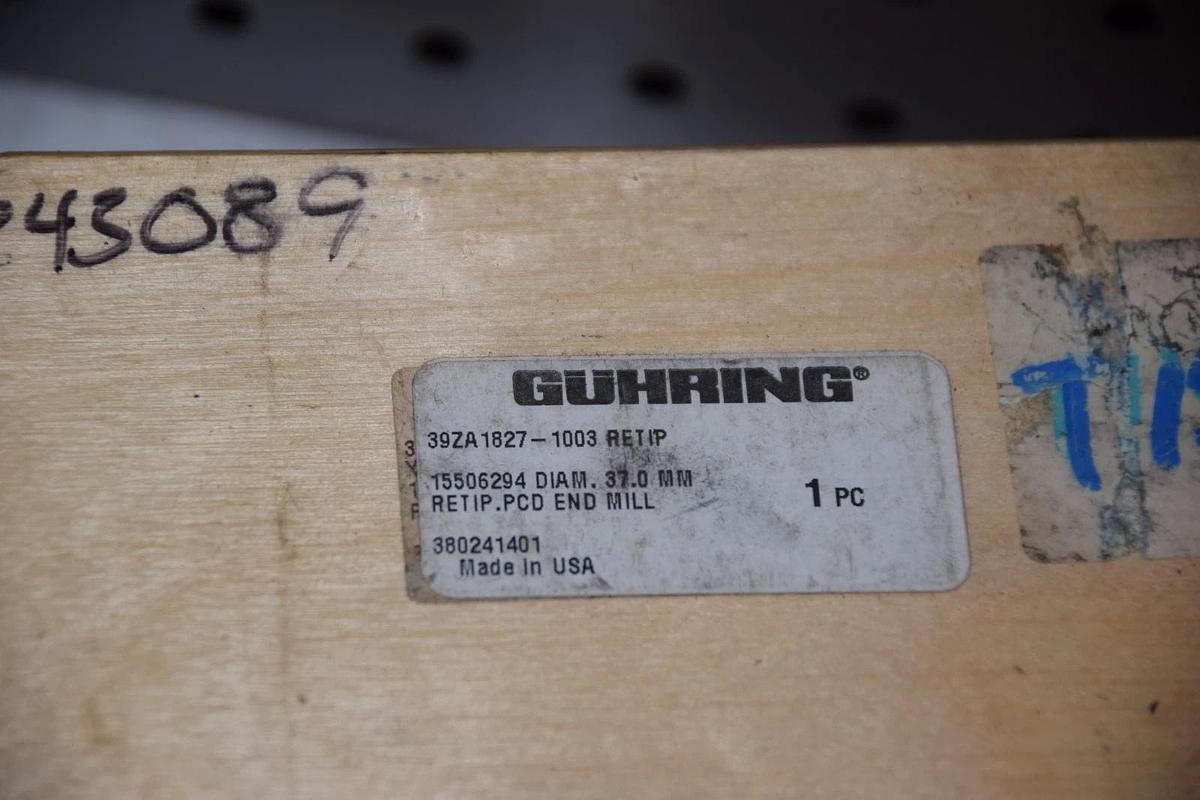 43089
GÜHRING®
39ZA1827-1003 RETIP
15506294 DIAM. 37.0 MM
RETIP.PCD END MILL
1 PC
380241401
Made in USA